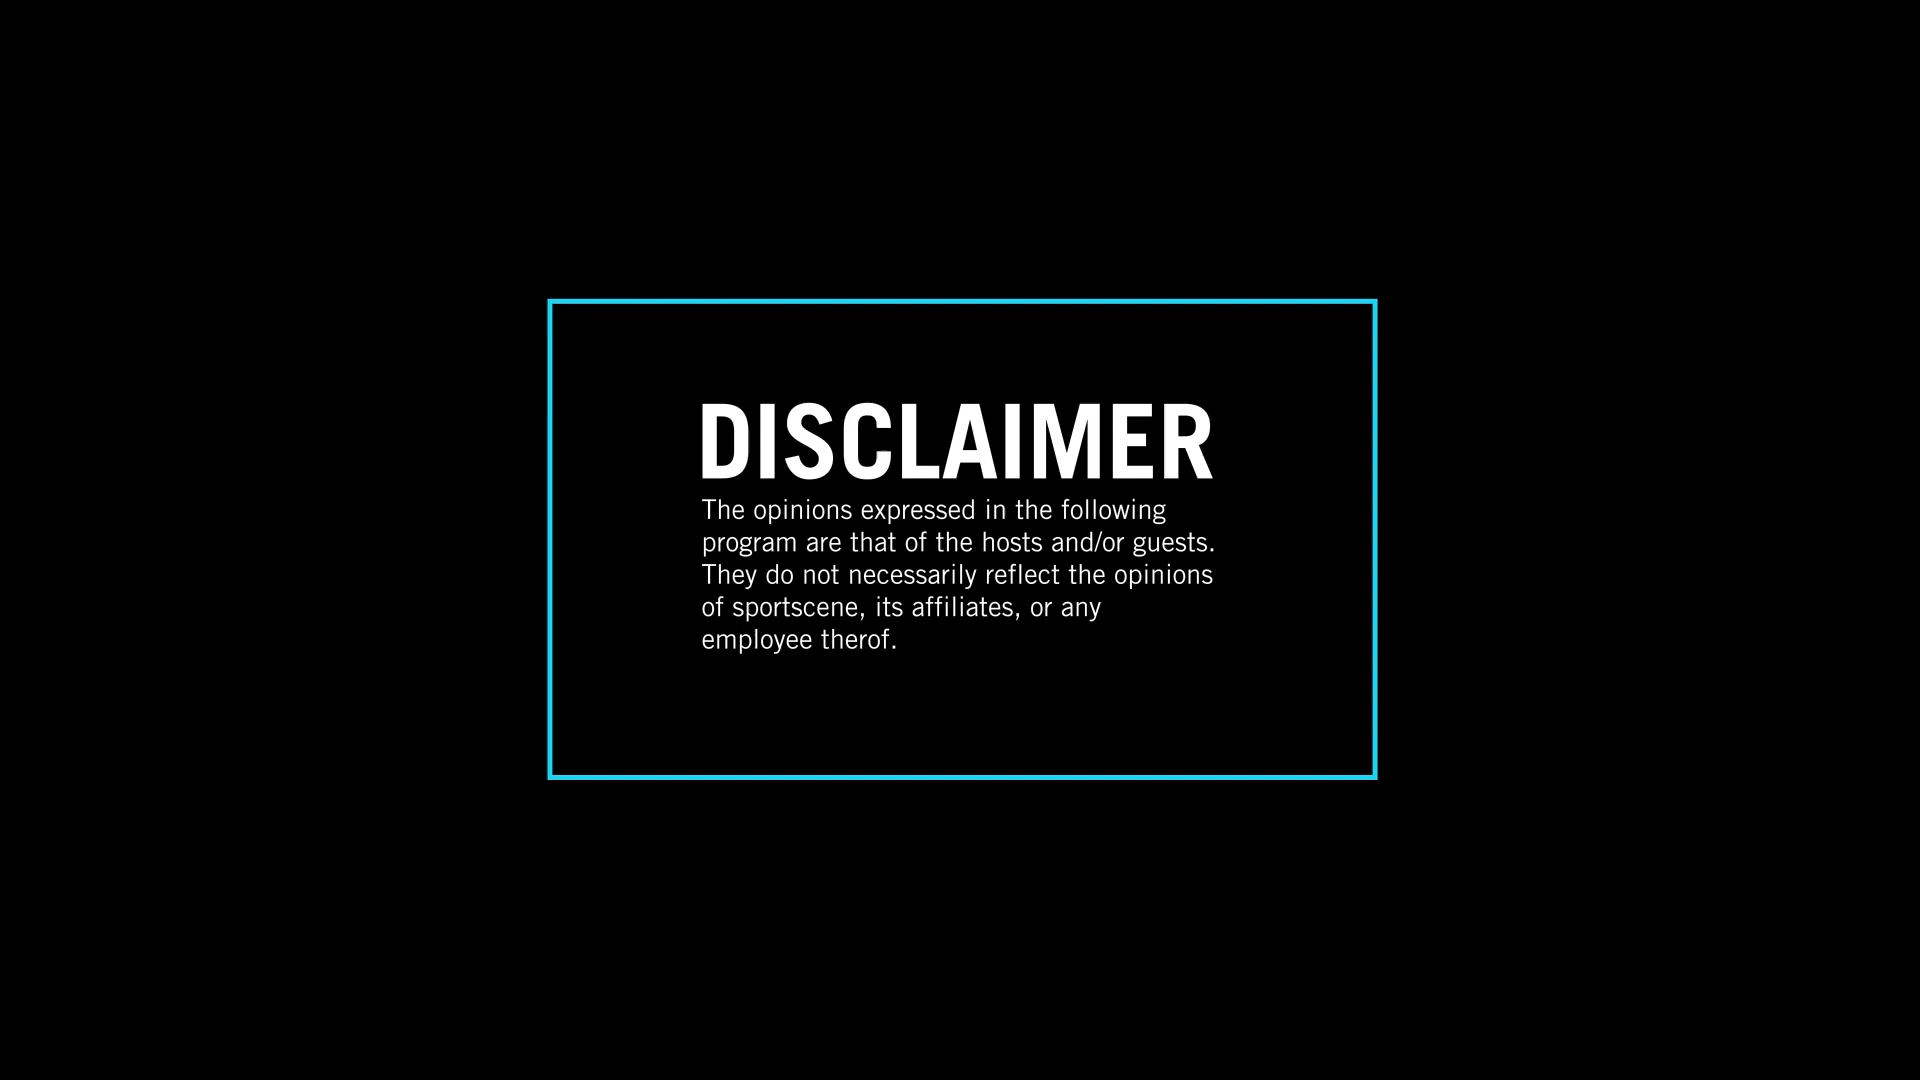 DISCLAIMER
The opinions expressed in the following
program are that of the hosts and/or guests.
They do not necessarily reflect the opinions
of sportscene, its affiliates, or any
employee therof.